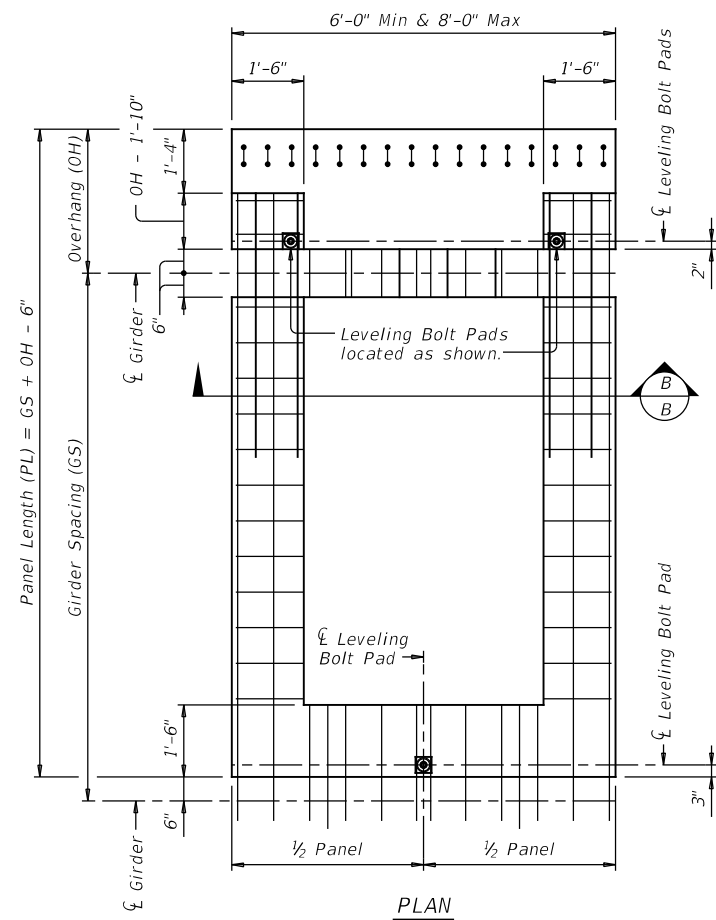 6'-0" Min & 8'-0" Max
1'-6"
1'-6"
℄ Leveling Bolt Pads
OH - 1'-10"
1'-4"
Overhang (OH)
2"
6"
℄ Girder
Leveling Bolt Pads
located as shown.
B
B
Panel Length (PL) = GS + OH - 6"
Girder Spacing (GS)
℄ Leveling
Bolt Pad
℄ Leveling Bolt Pad
1'-6"
3"
6"
℄ Girder
½ Panel
½ Panel
PLAN